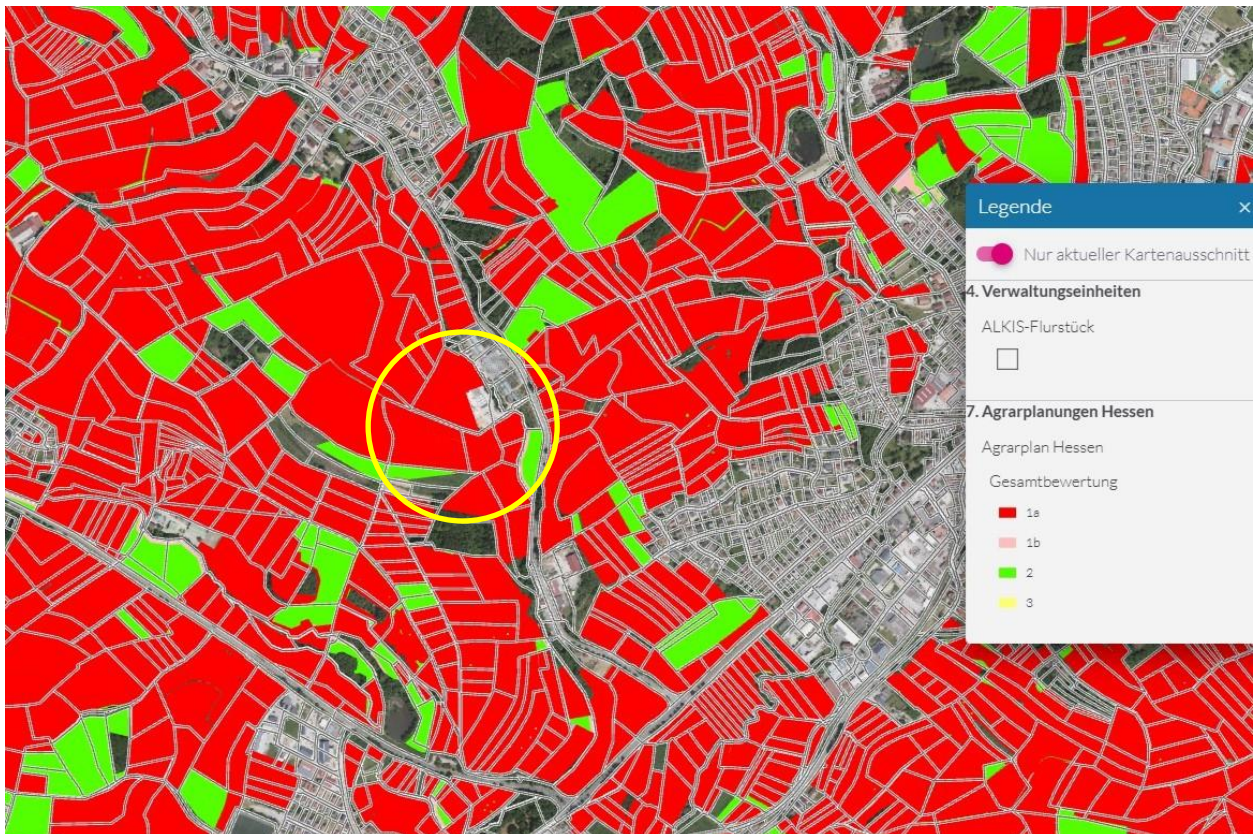 Legende ×
Nur aktueller Kartenausschnitt
4. Verwaltungseinheiten
ALKIS-Flurstück
7. Agrarplanungen Hessen
Agrarplan Hessen
Gesamtbewertung
1a
1b
2
3